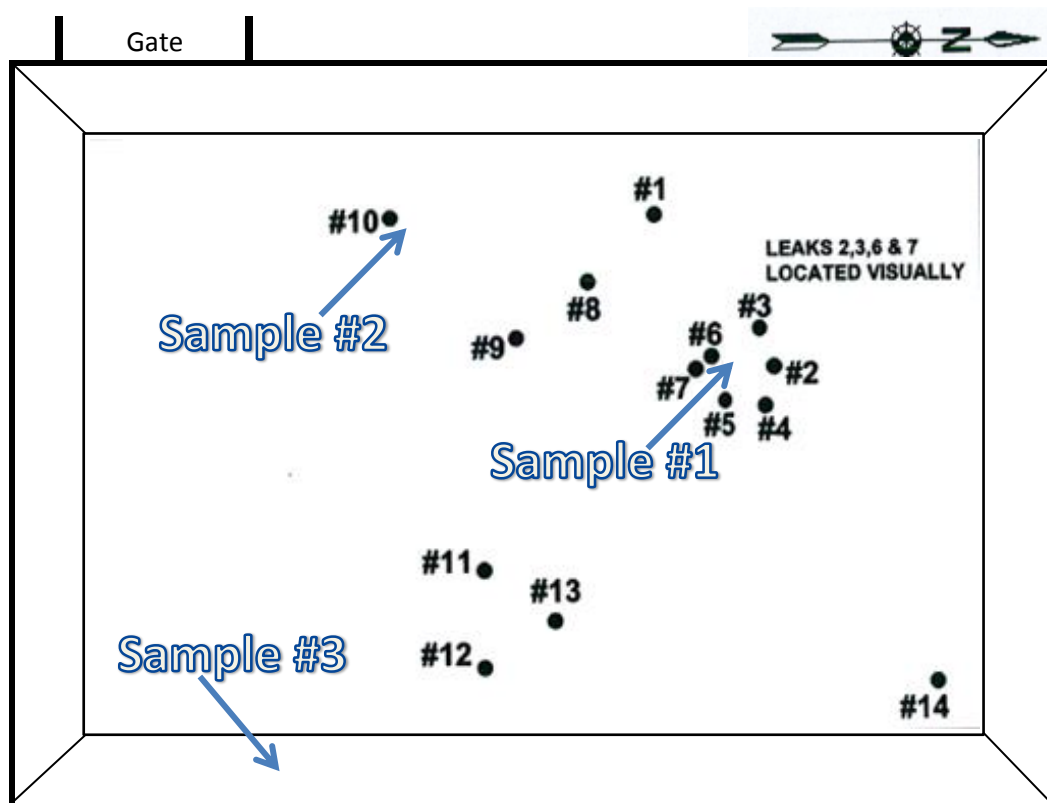 Gate
N
#1
#10
LEAKS 2,3,6 & 7
LOCATED VISUALLY
#8
#3
Sample #2
#9
#6
#2
#7
#5
#4
Sample #1
#11
#13
Sample #3
#12
#14